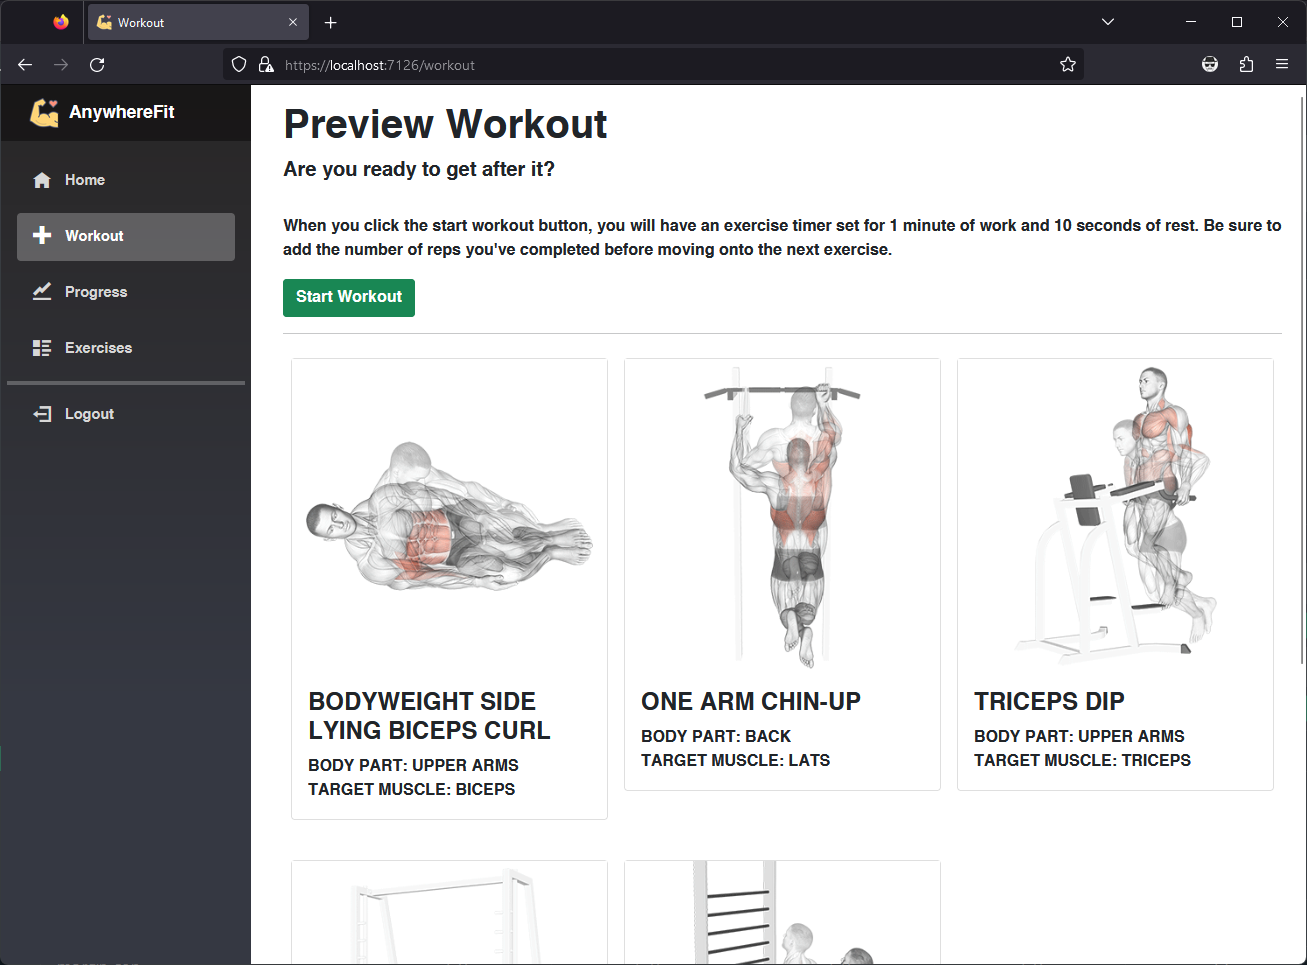 Workout
https://localhost:7126/workout
AnywhereFit
Home
Workout
Progress
Exercises
Logout
Preview Workout
Are you ready to get after it?
When you click the start workout button, you will have an exercise timer set for 1 minute of work and 10 seconds of rest. Be sure to
add the number of reps you've completed before moving onto the next exercise.
Start Workout
BODYWEIGHT SIDE
LYING BICEPS CURL
BODY PART: UPPER ARMS
TARGET MUSCLE: BICEPS
ONE ARM CHIN-UP
BODY PART: BACK
TARGET MUSCLE: LATS
TRICEPS DIP
BODY PART: UPPER ARMS
TARGET MUSCLE: TRICEPS